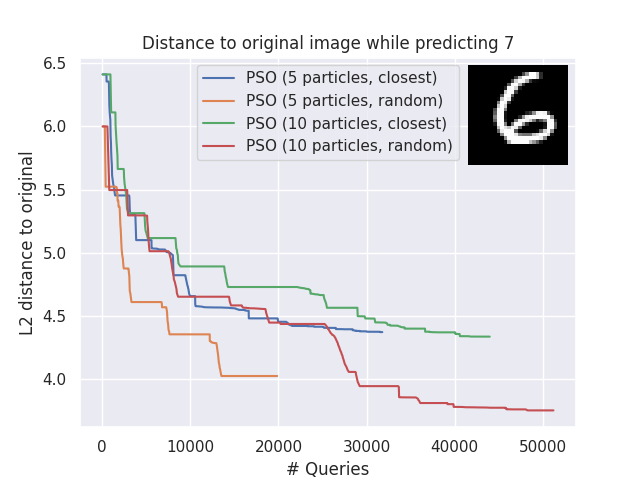 Distance to original image while predicting 7
L2 distance to original
6.5
6.0
5.5
5.0
4.5
4.0
PSO (5 particles, closest)
PSO (5 particles, random)
PSO (10 particles, closest)
PSO (10 particles, random)
6
0
10000
20000
30000
40000
50000
# Queries